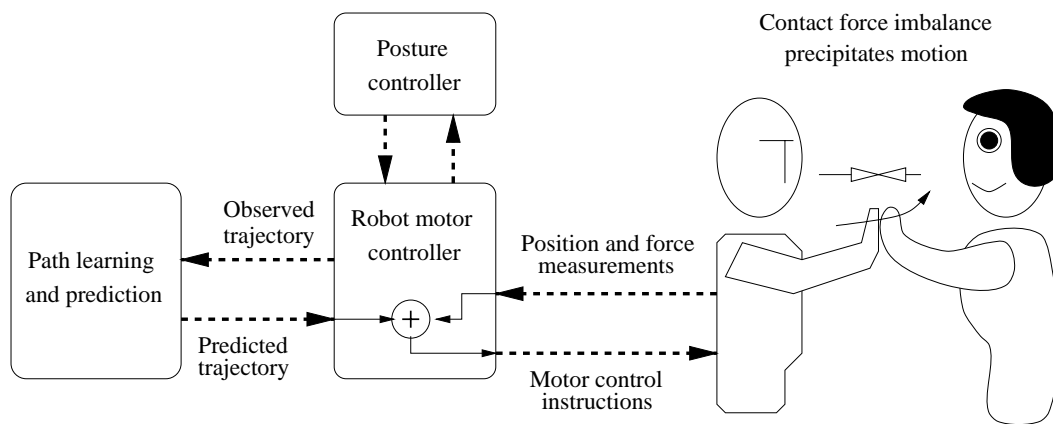 Posture
controller
Contact force imbalance
precipitates motion
Path learning
and prediction
Observed
trajectory
Predicted
trajectory
Robot motor
controller
+
Position and force
measurements
Motor control
instructions